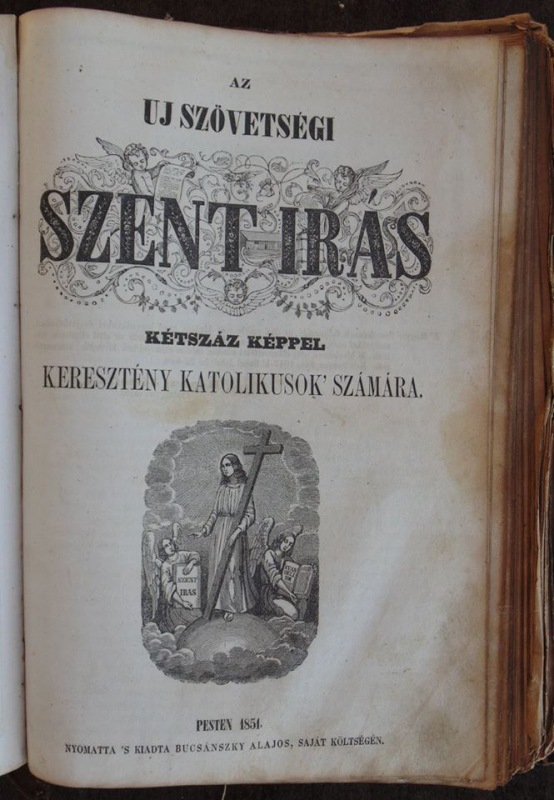 AZ
UJ SZÖVETSÉGI
SZENT IRÁS
KÉTSZÁZ KÉPPEL
KERESZTÉNY KATOLIKUSOK' SZÁMÁRA.
SZENT
IRAS
PESTEN 1851.
NYOMATTA 'S KIADTA BUCSÁNSZKY ALAJOS, SAJÁT KÖLTSÉGÉN.